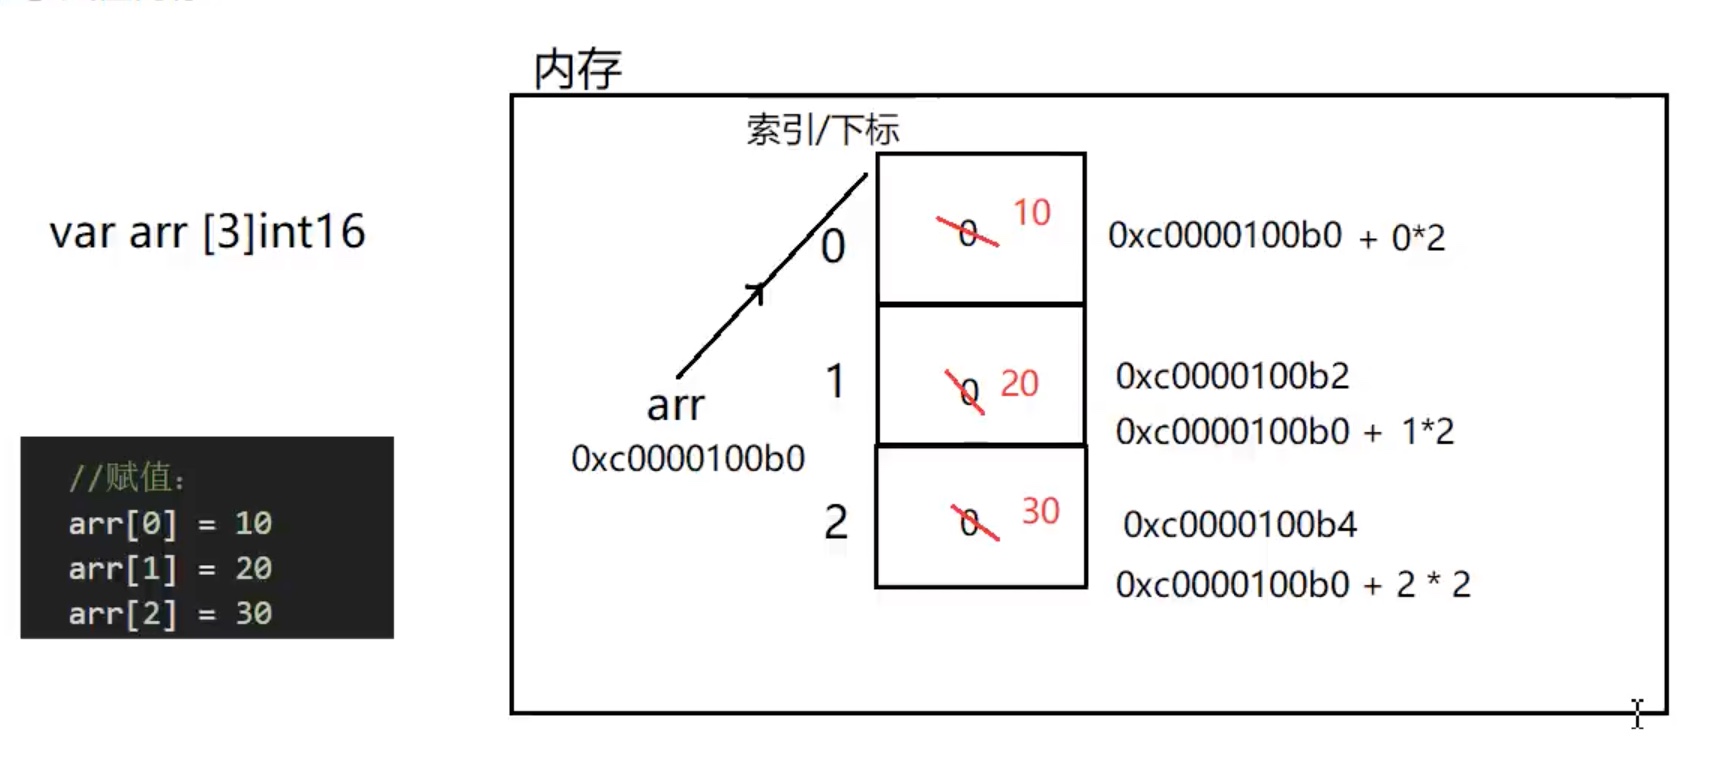 内存
索引/下标
var arr [3]int16
0
0 10
0xc0000100b0 + 0*2
1
0 20
0xc0000100b2
0xc0000100b0 + 1*2
arr
0xc0000100b0
2
0 30
0xc0000100b4
0xc0000100b0 + 2 * 2
//赋值：
arr[0] = 10
arr[1] = 20
arr[2] = 30